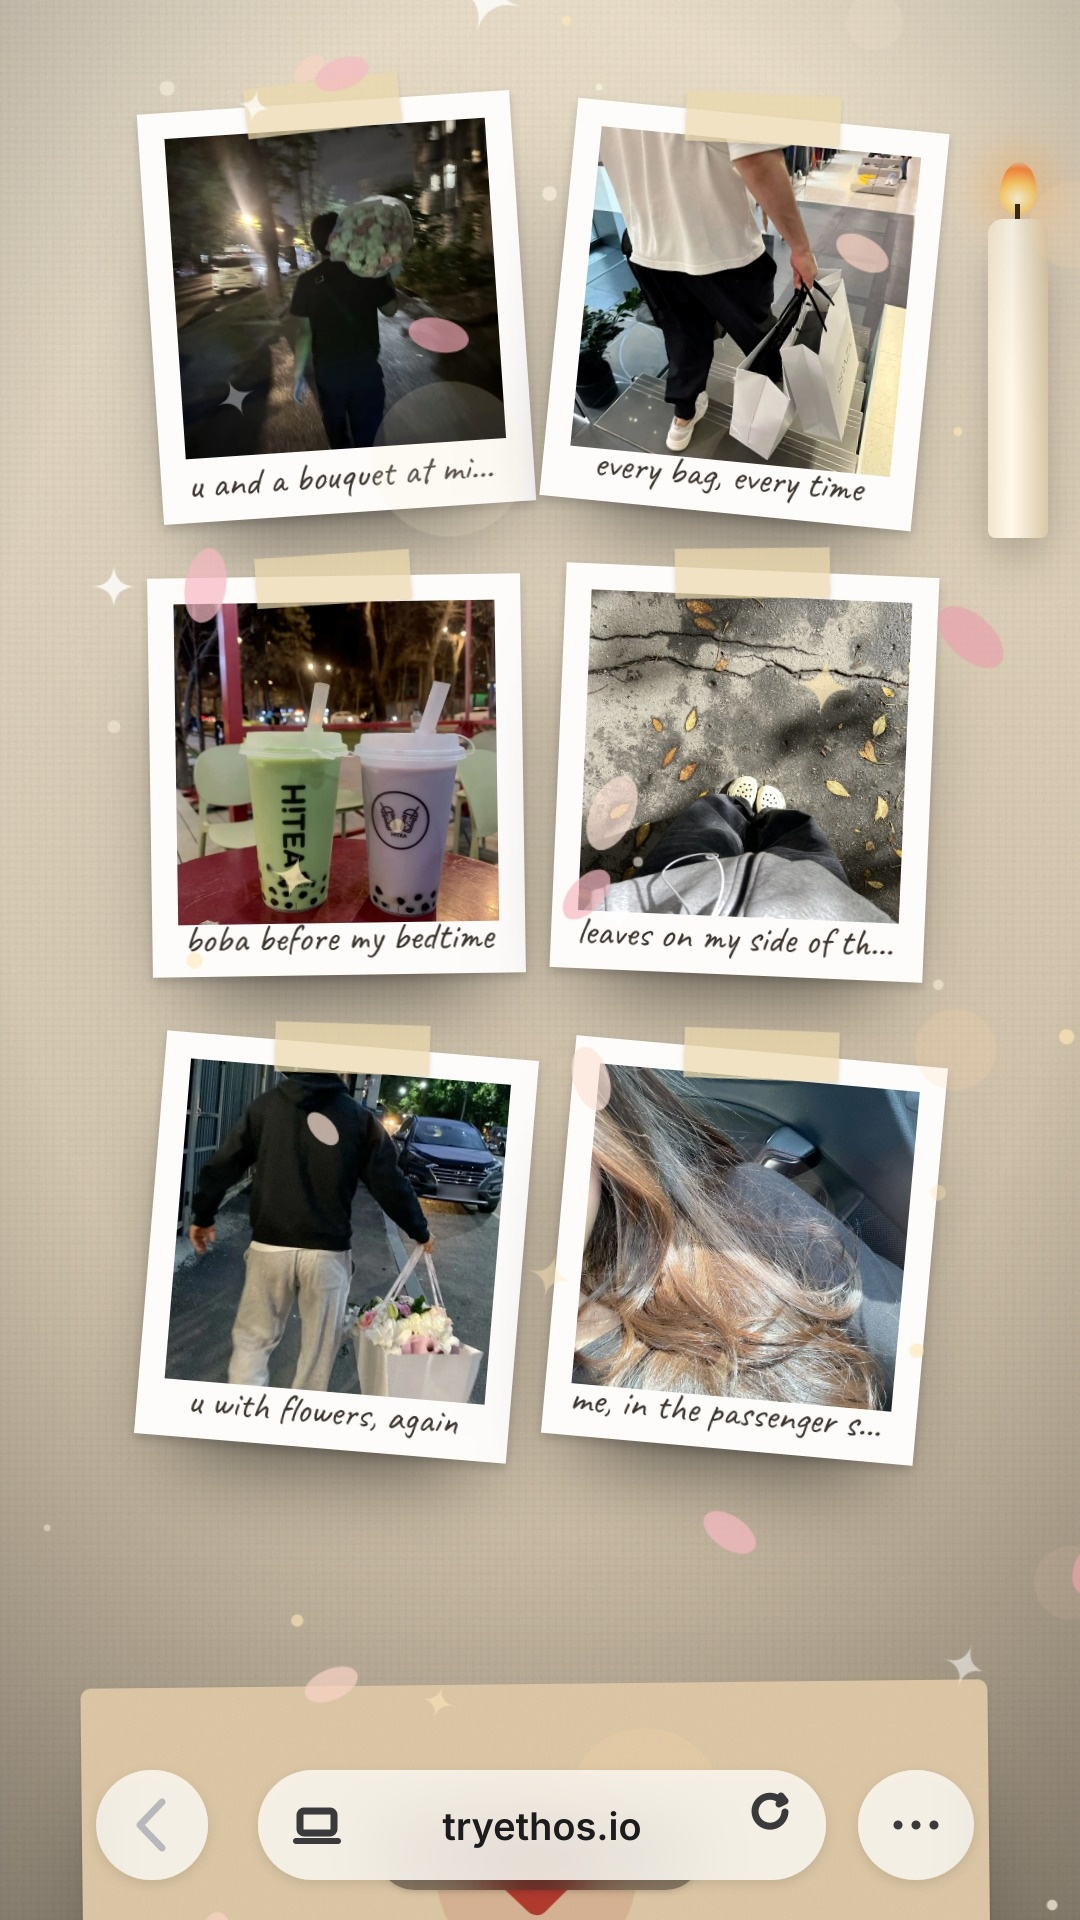 u and a bouquet at mi...
every bag, every time
HiTEA
HITEA
boba before my bedtime
leaves on my side of th...
u with flowers, again
me, in the passenger s...
tryethos.io